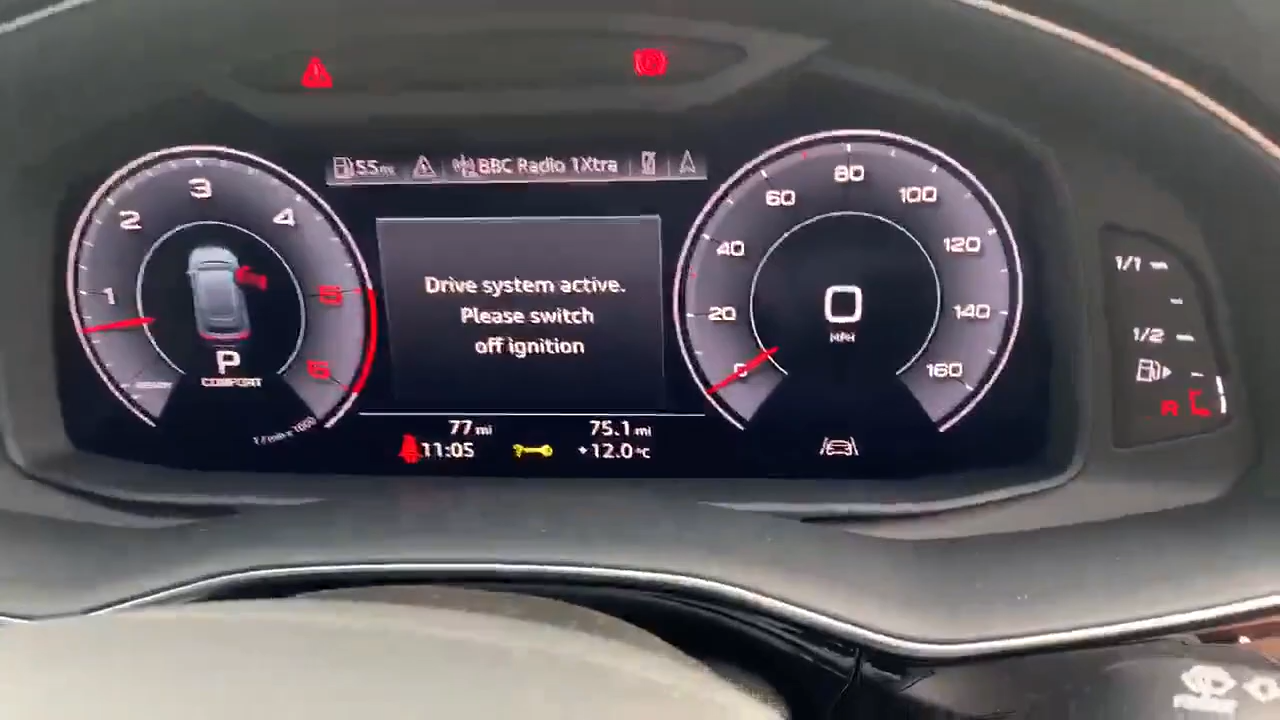 55mi BBC Radio 1Xtra
1
2
3
4
5
6
P
COMFORT
1/min x 1000
Drive system active.
Please switch
off ignition
77 mi 75.1 mi
11:05 +12.0°C
0
20
40
60
80
100
120
140
160
0
MPH
1/1
1/2
R